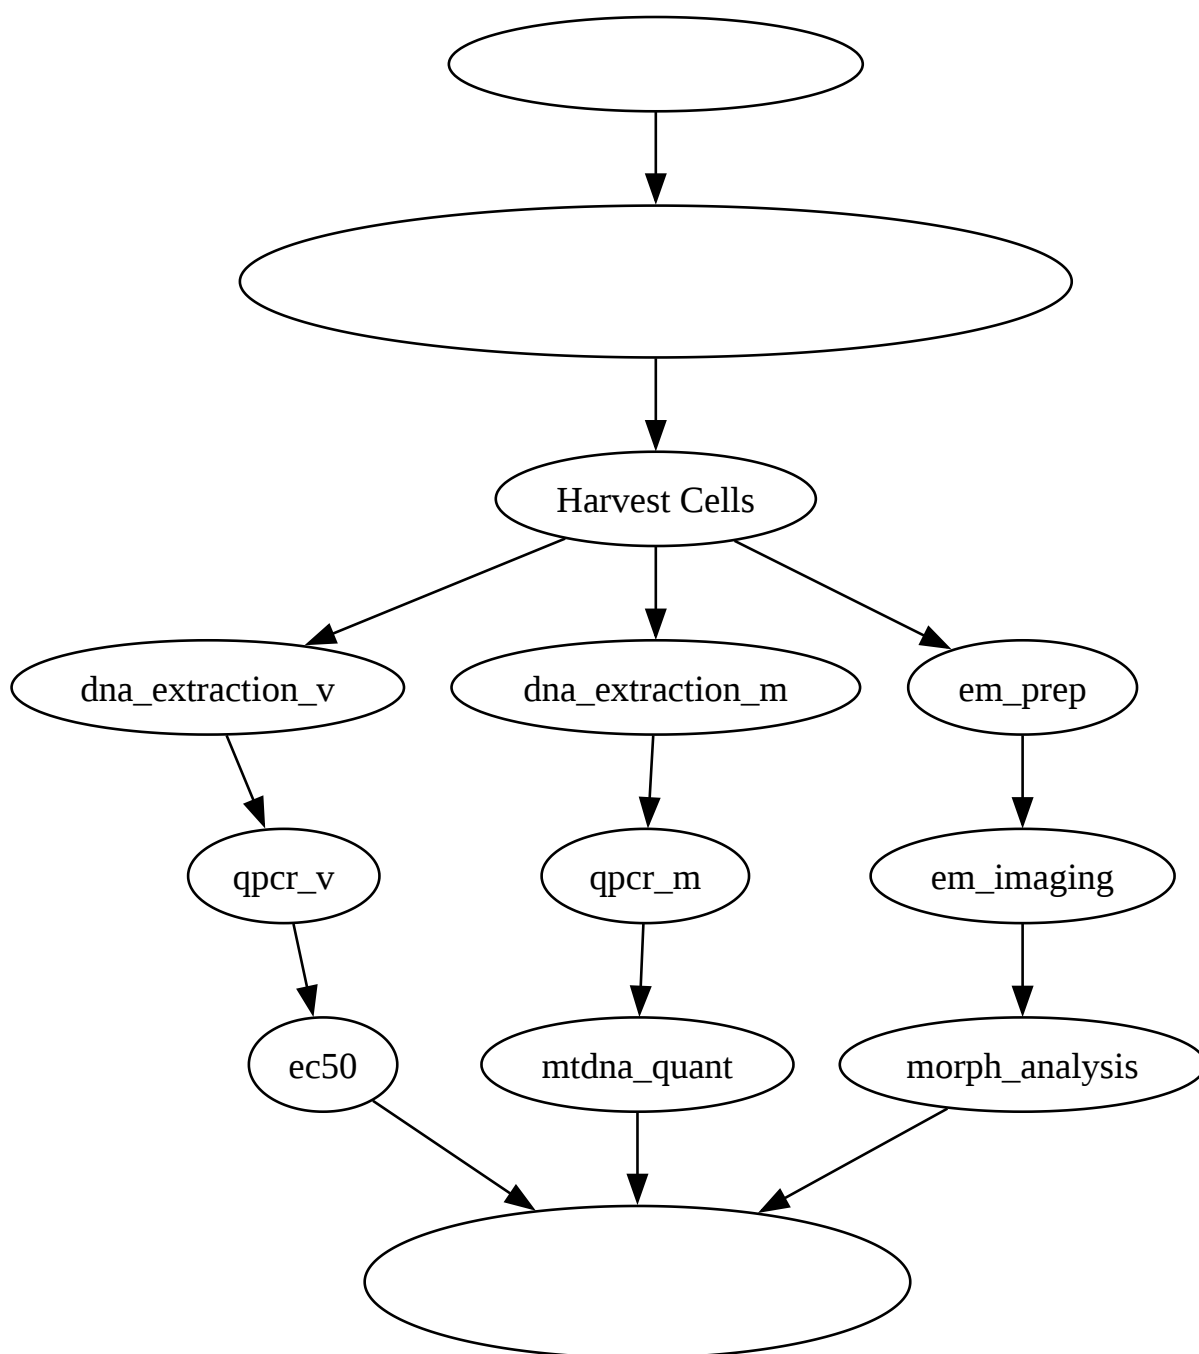 Harvest Cells
dna_extraction_v
dna_extraction_m
em_prep
qpcr_v
qpcr_m
em_imaging
ec50
mtdna_quant
morph_analysis